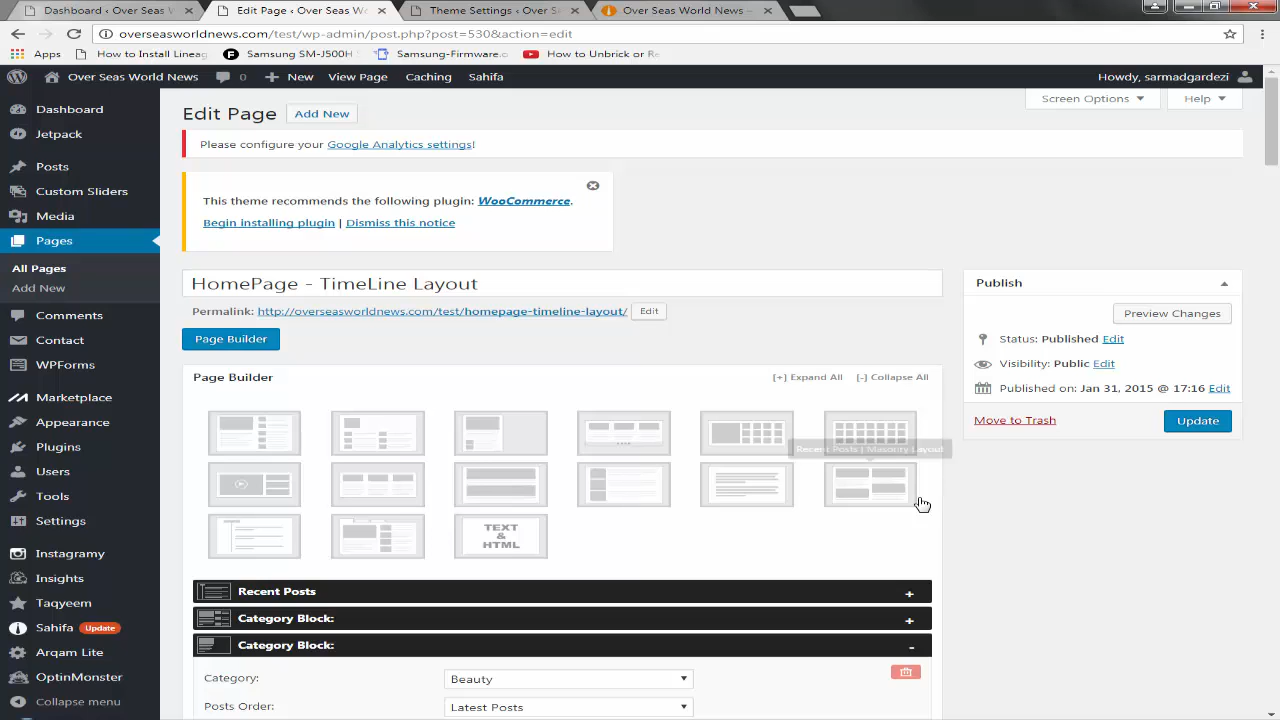 Dashboard ‹ Over Seas W
Edit Page ‹ Over Seas Wo
Theme Settings ‹ Over Se
Over Seas World News –
overseasworldnews.com/test/wp-admin/post.php?post=530&action=edit
Apps
How to Install Lineag
Samsung SM-J500H S
Samsung-Firmware.c
How to Unbrick or Re
Over Seas World News
0
New
View Page
Caching
Sahifa
Howdy, sarmadgardezi
Dashboard
Jetpack
Posts
Custom Sliders
Media
Pages
All Pages
Add New
Comments
Contact
WPForms
Marketplace
Appearance
Plugins
Users
Tools
Settings
Instagramy
Insights
Taqyeem
Sahifa Update
Arqam Lite
OptinMonster
Collapse menu
Screen Options
Help
Edit Page
Add New
Please configure your Google Analytics settings!
This theme recommends the following plugin: WooCommerce.
Begin installing plugin | Dismiss this notice
HomePage - TimeLine Layout
Permalink: http://overseasworldnews.com/test/homepage-timeline-layout/ Edit
Page Builder
Page Builder
[+] Expand All [-] Collapse All
Recent Posts | Masonry Layout
TEXT
&
HTML
Recent Posts +
Category Block: +
Category Block: -
Category: Beauty
Posts Order: Latest Posts
Publish
Preview Changes
Status: Published Edit
Visibility: Public Edit
Published on: Jan 31, 2015 @ 17:16 Edit
Move to Trash
Update